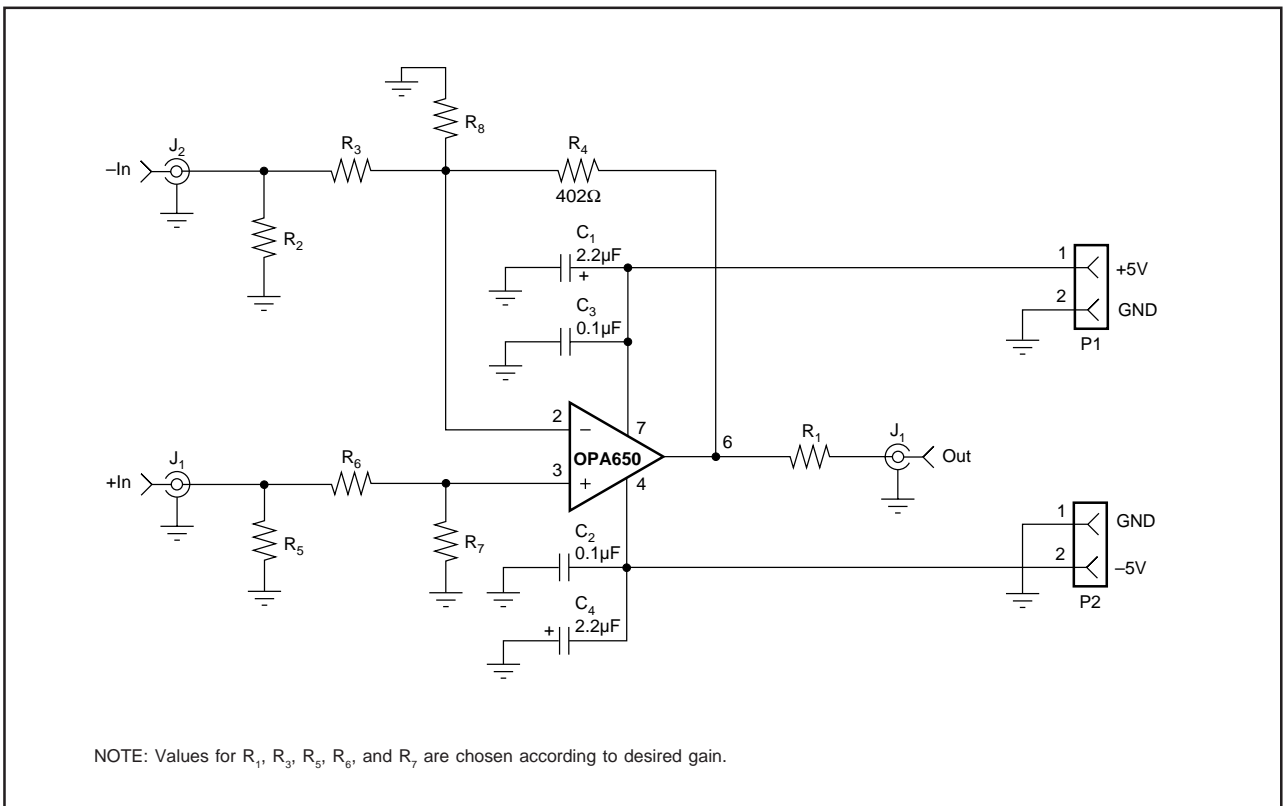 R8
J2
–In
R3
R4
402Ω
R2
C1
2.2µF
+
1
+5V
2
GND
P1
C3
0.1µF
2
–
7
OPA650
6
R1
J1
Out
J1
+In
R6
3
+
4
R5
R7
C2
0.1µF
1
GND
2
–5V
P2
C4
+
2.2µF
NOTE: Values for R1, R3, R5, R6, and R7 are chosen according to desired gain.